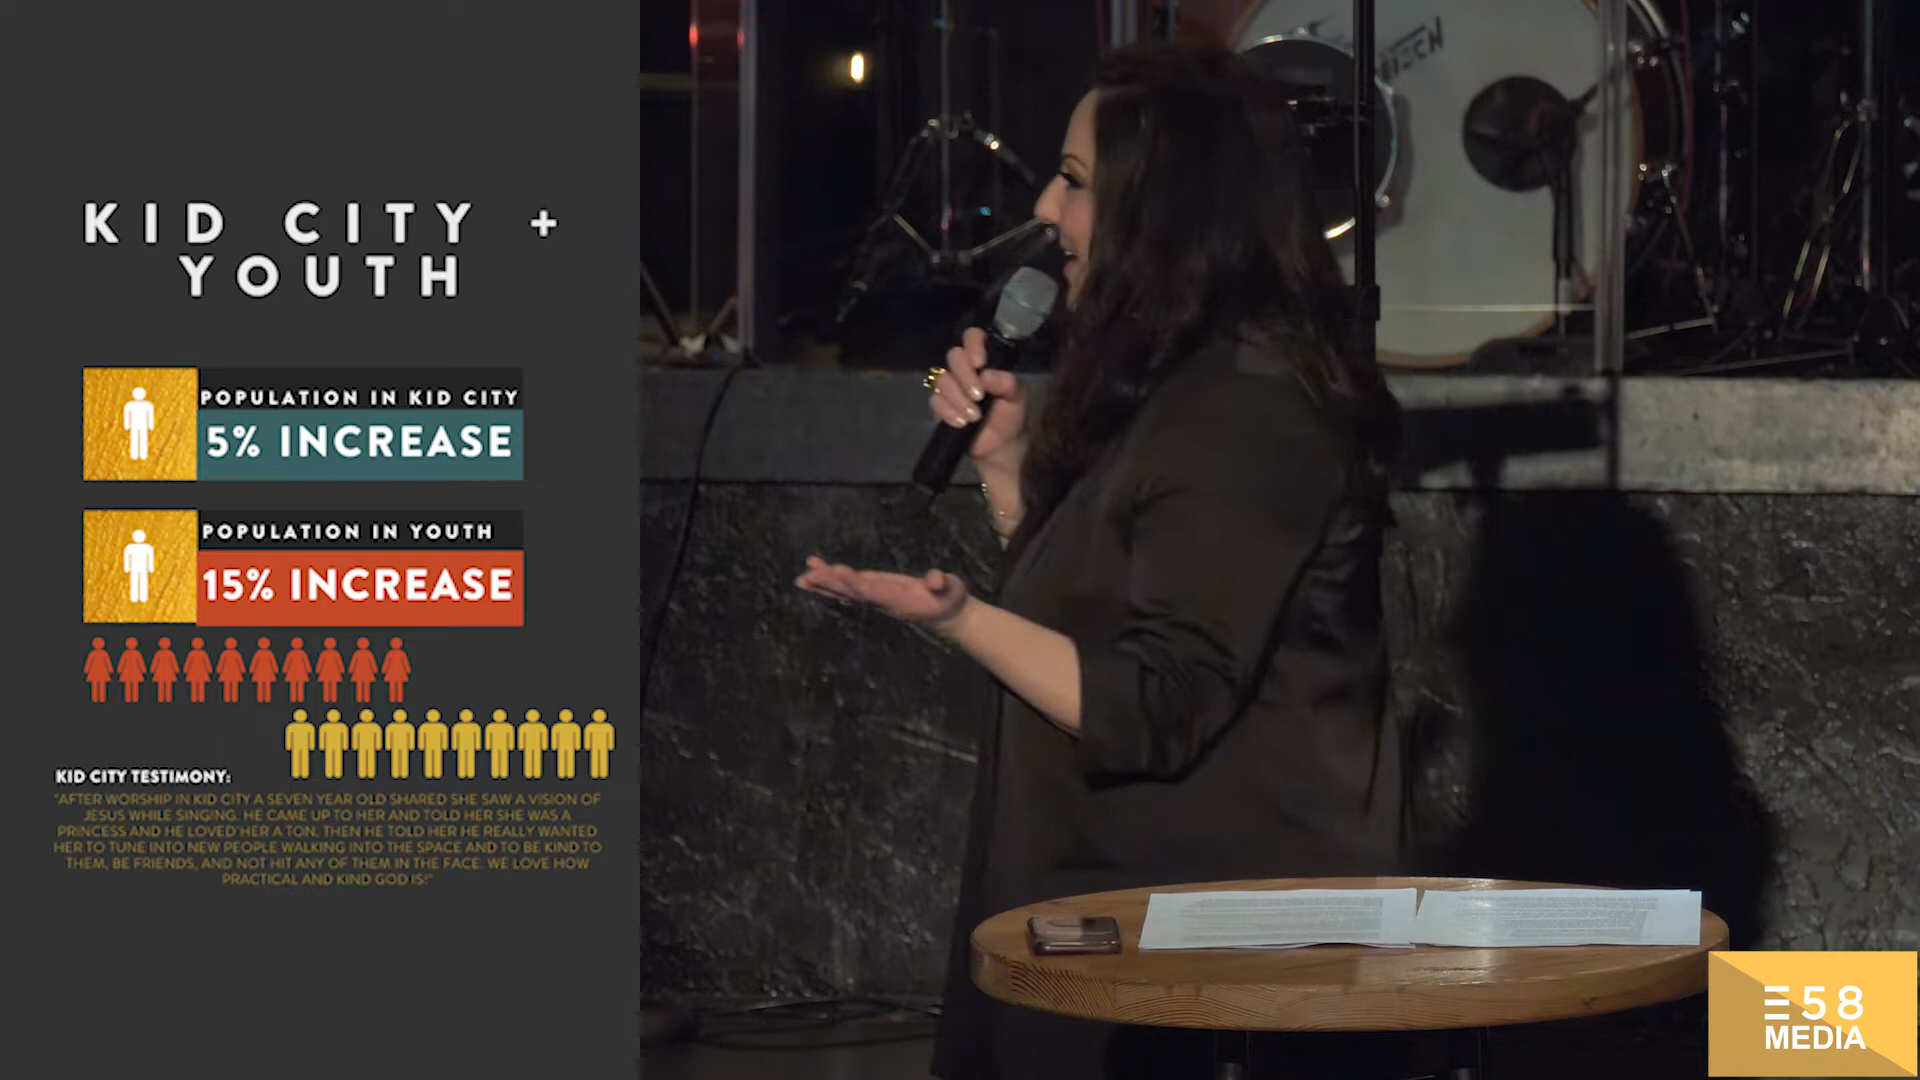 KID CITY +
YOUTH
POPULATION IN KID CITY
5% INCREASE
POPULATION IN YOUTH
15% INCREASE
KID CITY TESTIMONY:
"AFTER WORSHIP IN KID CITY A SEVEN YEAR OLD SHARED SHE SAW A VISION OF
JESUS WHILE SINGING. HE CAME UP TO HER AND TOLD HER SHE WAS A
PRINCESS AND HE LOVED HER A TON. THEN HE TOLD HER HE REALLY WANTED
HER TO TUNE INTO NEW PEOPLE WALKING INTO THE SPACE AND TO BE KIND TO
THEM, BE FRIENDS, AND NOT HIT ANY OF THEM IN THE FACE. WE LOVE HOW
PRACTICAL AND KIND GOD IS!"
E58
MEDIA